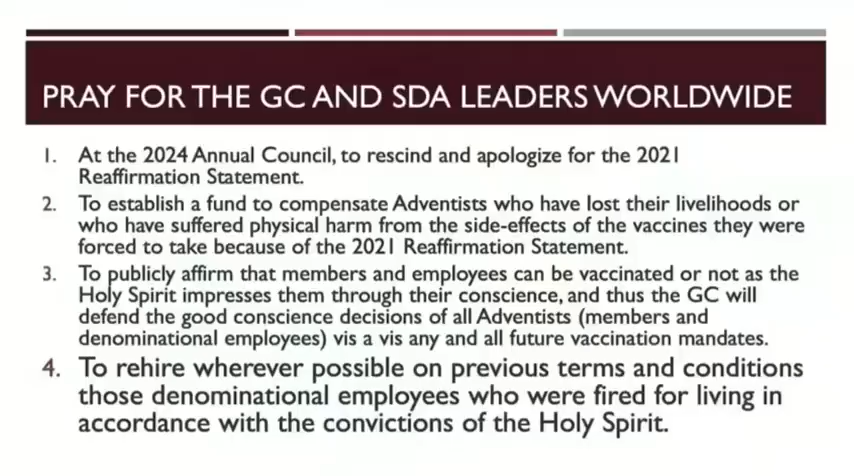 PRAY FOR THE GC AND SDA LEADERS WORLDWIDE
1. At the 2024 Annual Council, to rescind and apologize for the 2021
Reaffirmation Statement.
2. To establish a fund to compensate Adventists who have lost their livelihoods or
who have suffered physical harm from the side-effects of the vaccines they were
forced to take because of the 2021 Reaffirmation Statement.
3. To publicly affirm that members and employees can be vaccinated or not as the
Holy Spirit impresses them through their conscience, and thus the GC will
defend the good conscience decisions of all Adventists (members and
denominational employees) vis a vis any and all future vaccination mandates.
4. To rehire wherever possible on previous terms and conditions
those denominational employees who were fired for living in
accordance with the convictions of the Holy Spirit.